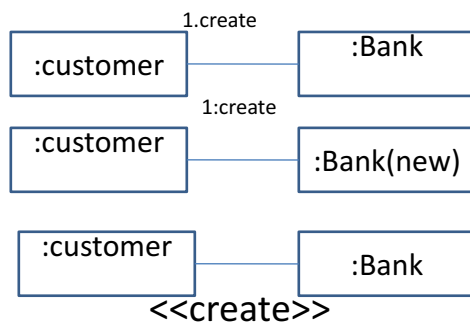 1.create
:customer
:Bank
1:create
:customer
:Bank(new)
:customer
:Bank
<<create>>